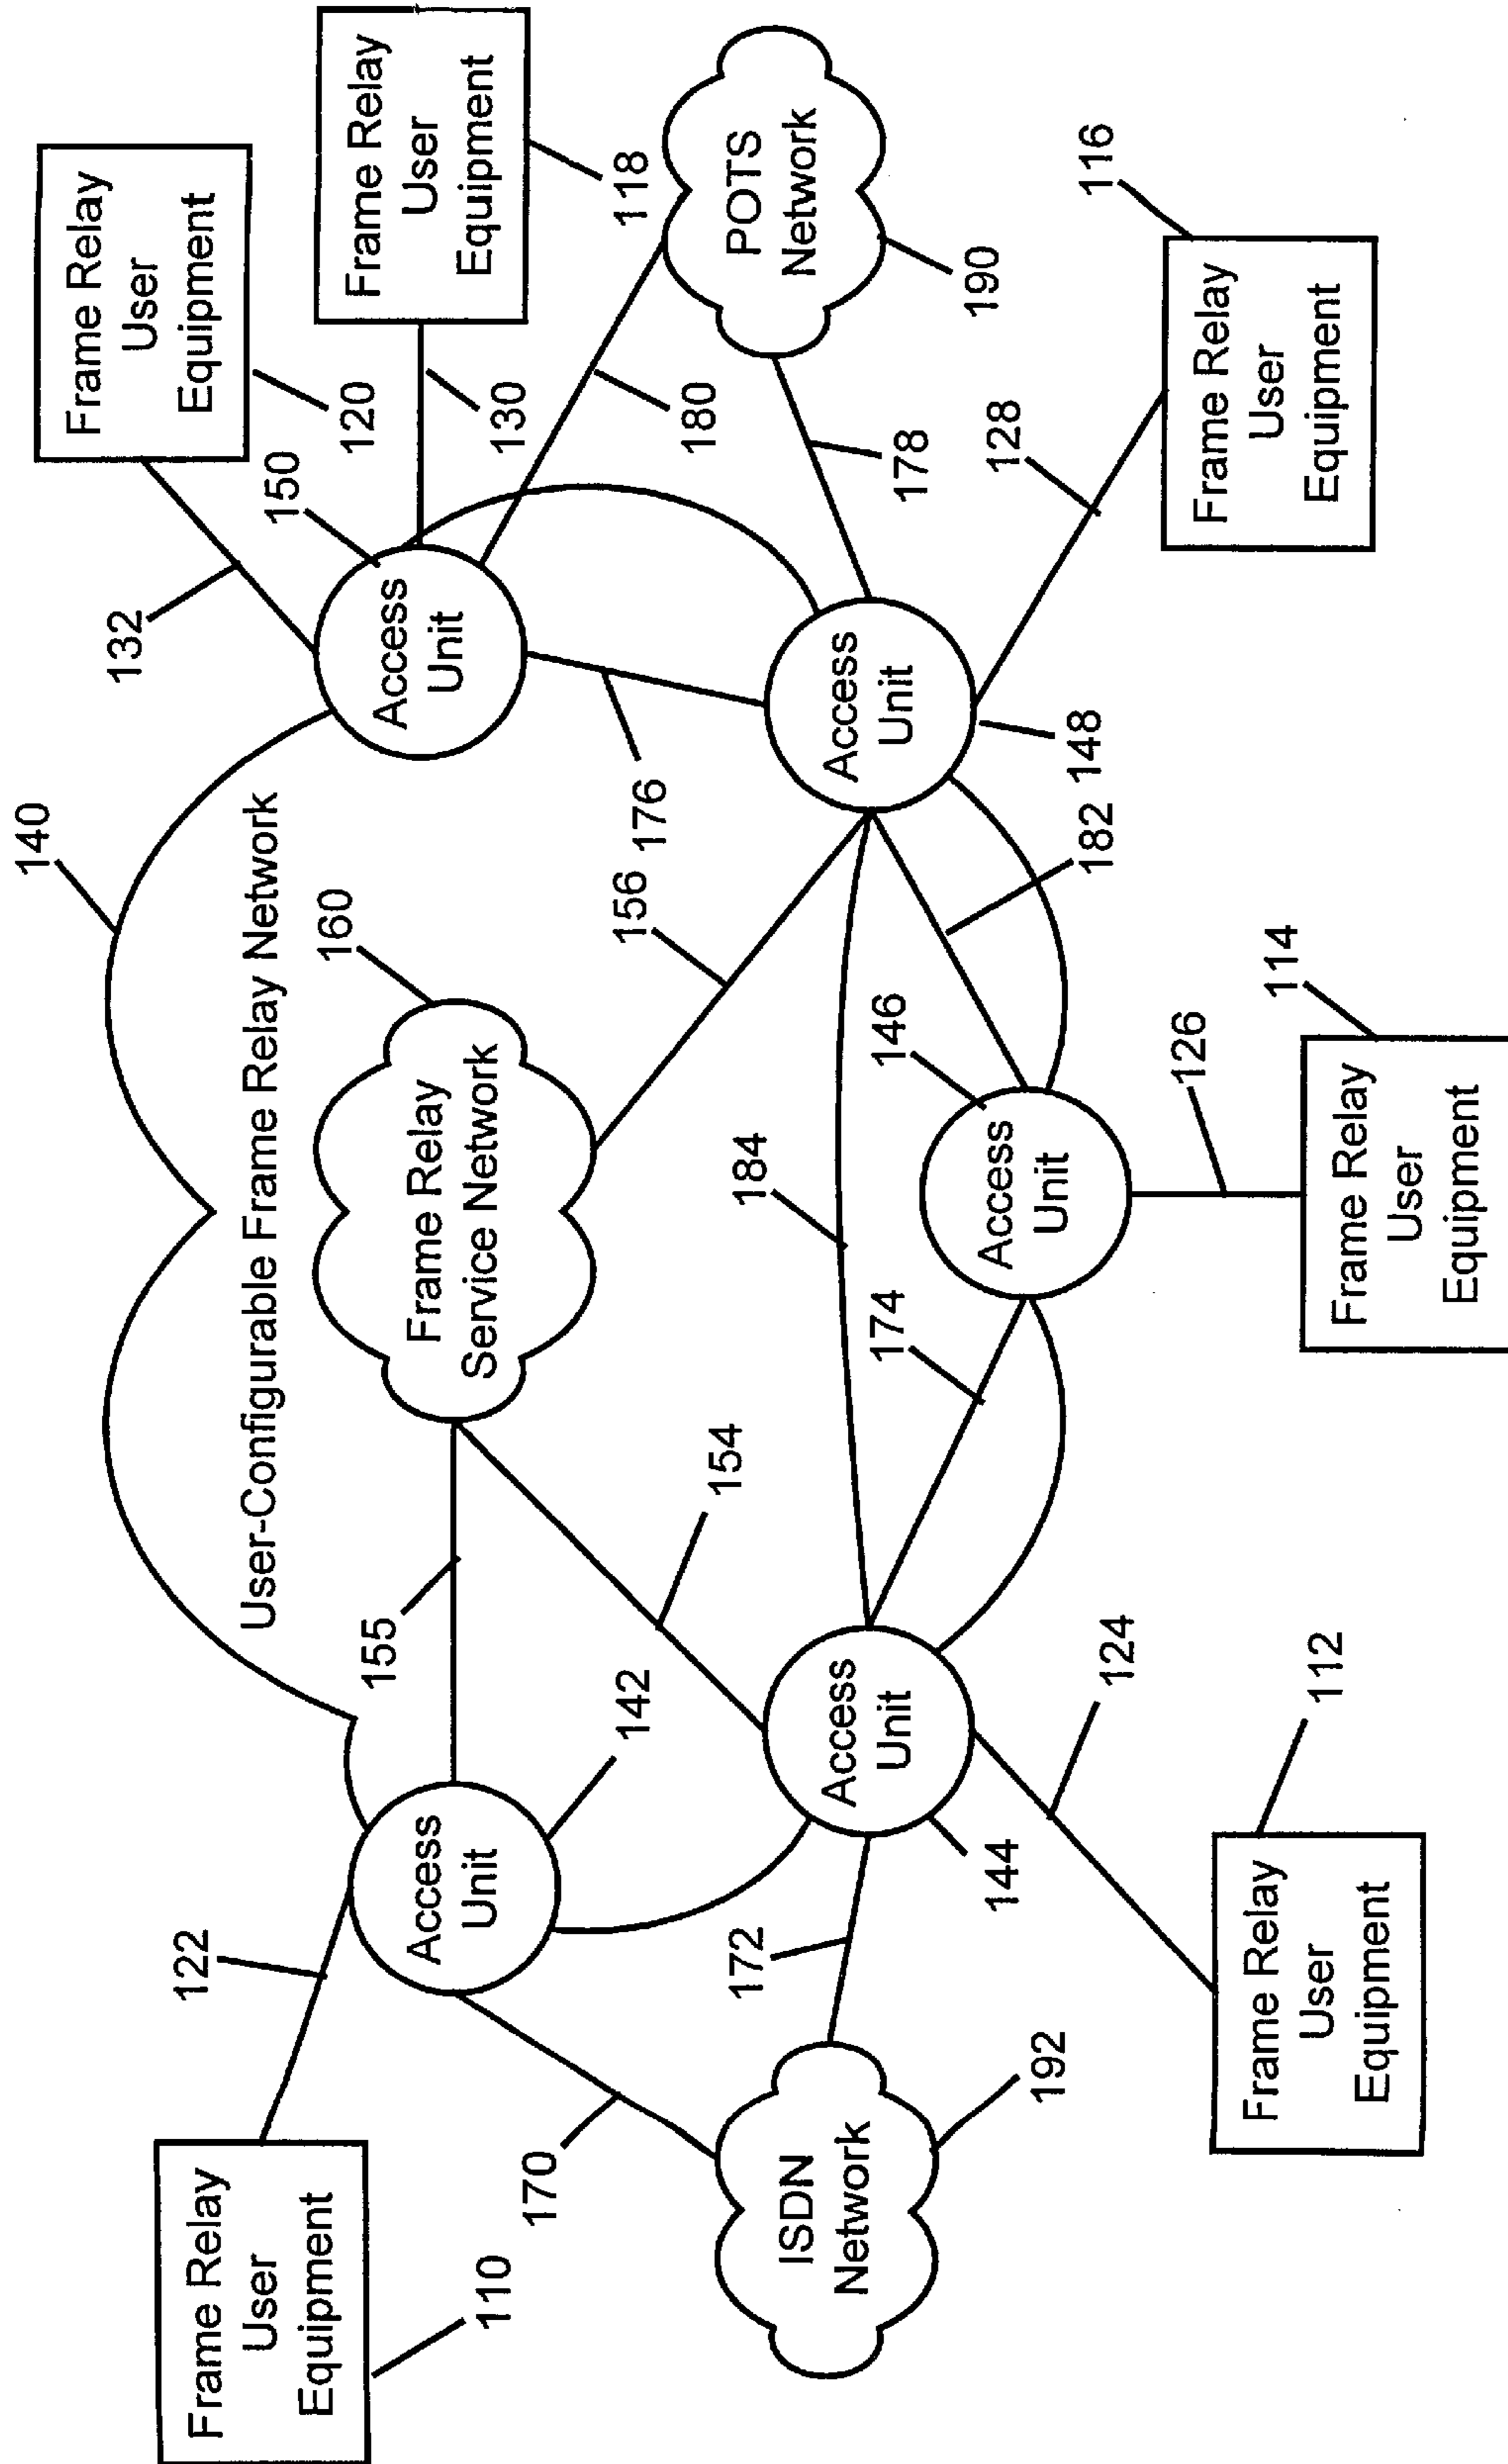 140
User-Configurable Frame Relay Network
Frame Relay
User
Equipment
110
122
Access
Unit
142
155
Frame Relay
Service Network
160
132
Access
Unit
150
Frame Relay
User
Equipment
120
Frame Relay
User
Equipment
118
130
180
170
ISDN
Network
192
172
Access
Unit
144
154
184
174
156
176
Access
Unit
148
178
POTS
Network
190
146
Access
Unit
182
124
Frame Relay
User
Equipment
112
126
Frame Relay
User
Equipment
114
128
Frame Relay
User
Equipment
116